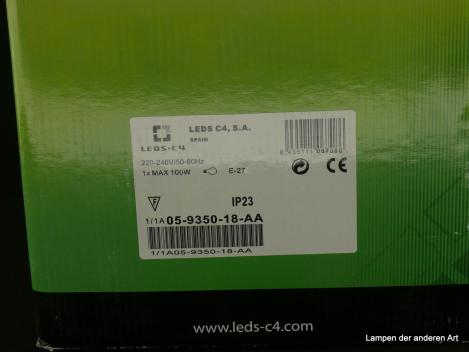 LEDS C4, S.A.
SPAIN
LEDS·C4
220-240V/50-60Hz
1x MAX 100W E-27
CE
F
IP23
1/1A 05-9350-18-AA
1/1A05-9350-18-AA
www.leds-c4.com
Lampen der anderen Art